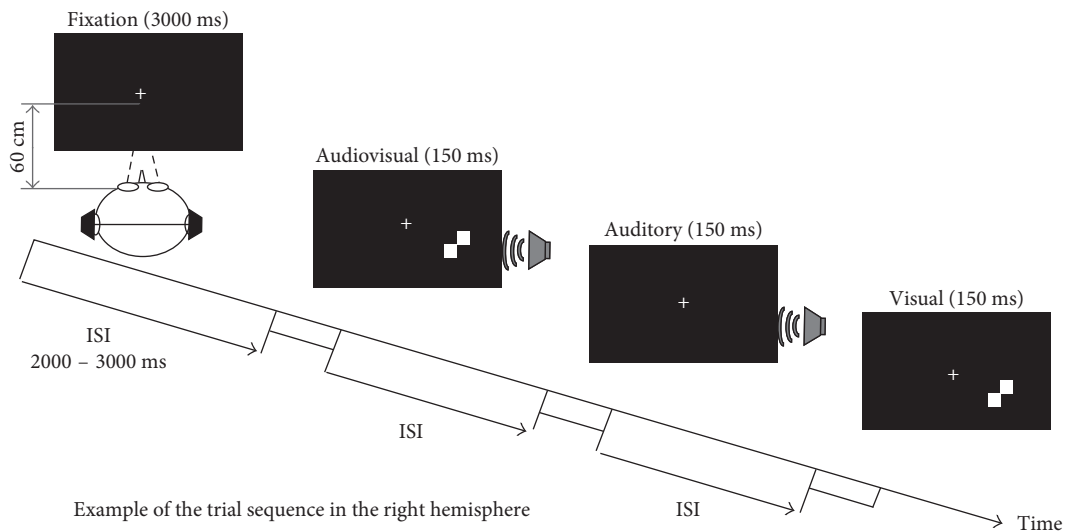 Fixation (3000 ms)
60 cm
Audiovisual (150 ms)
Auditory (150 ms)
Visual (150 ms)
ISI
2000 – 3000 ms
ISI
ISI
Example of the trial sequence in the right hemisphere
Time